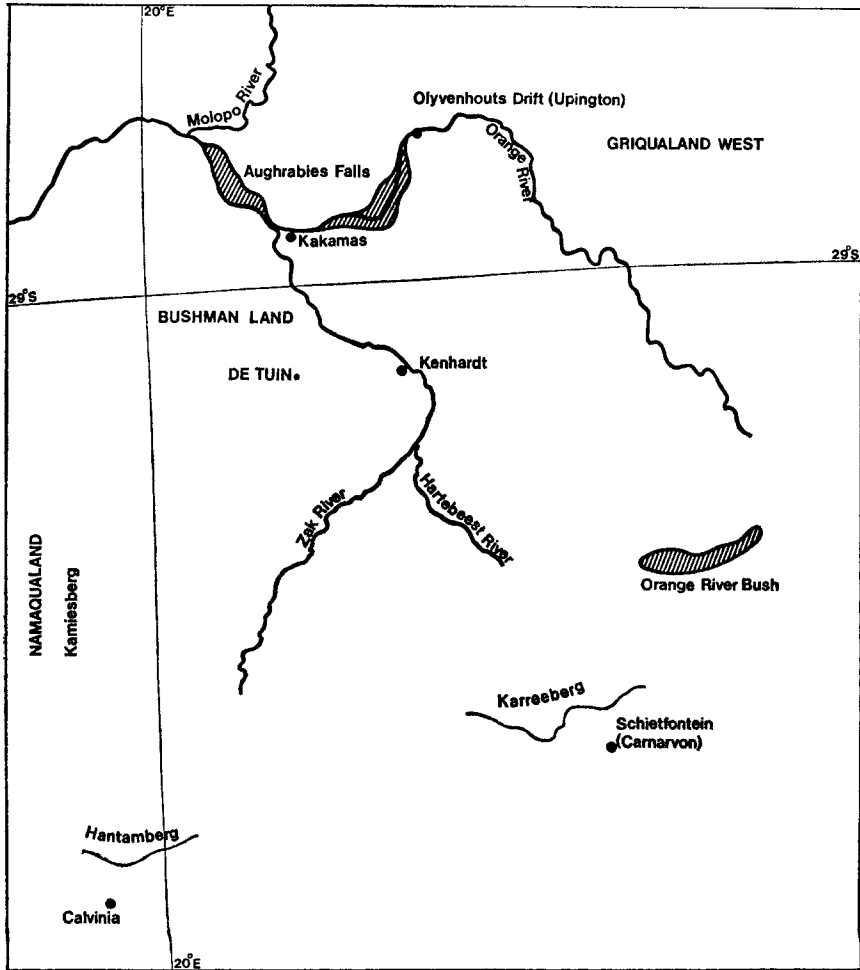 20°E
Molopo River
Olyvenhouts Drift (Upington)
Orange River
GRIQUALAND WEST
Aughrabies Falls
Kakamas
29°S
29°S
BUSHMAN LAND
DE TUIN
Kenhardt
Zak River
Hartebeest River
Orange River Bush
NAMAQUALAND
Kamiesberg
Karreeberg
Schietfontein
(Carnarvon)
Hantamberg
Calvinia
20°E